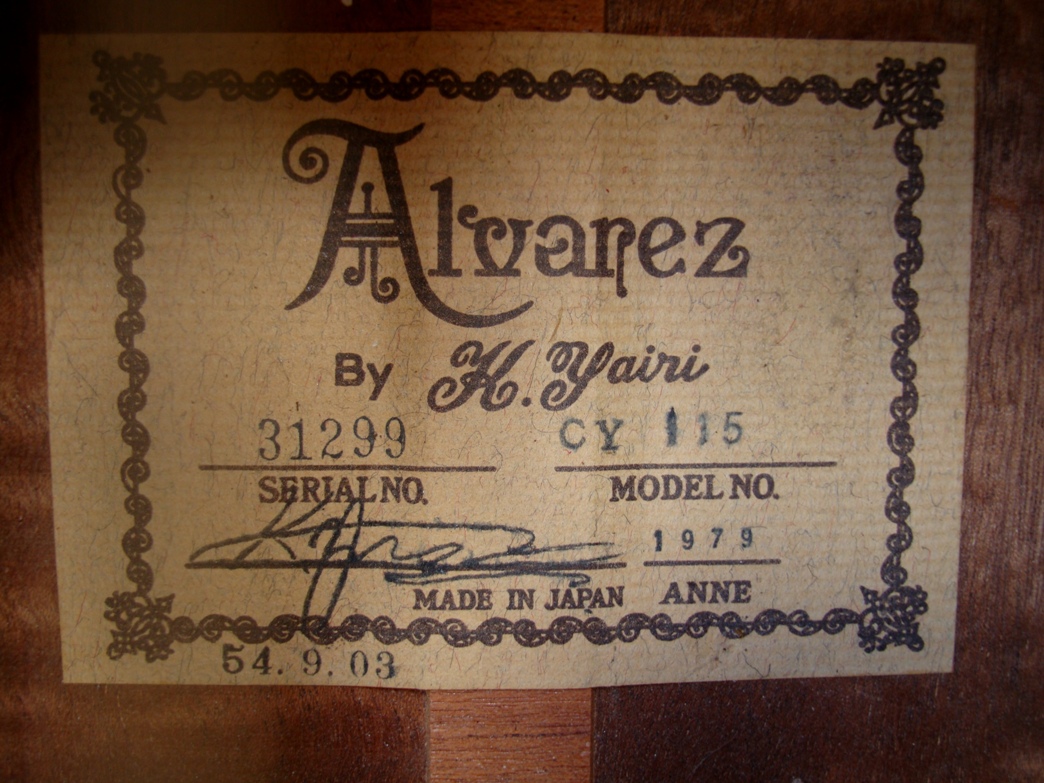 Alvarez
By K. Yairi
31299 CY 115
SERIAL NO. MODEL NO.
1979
MADE IN JAPAN ANNE
54.9.03